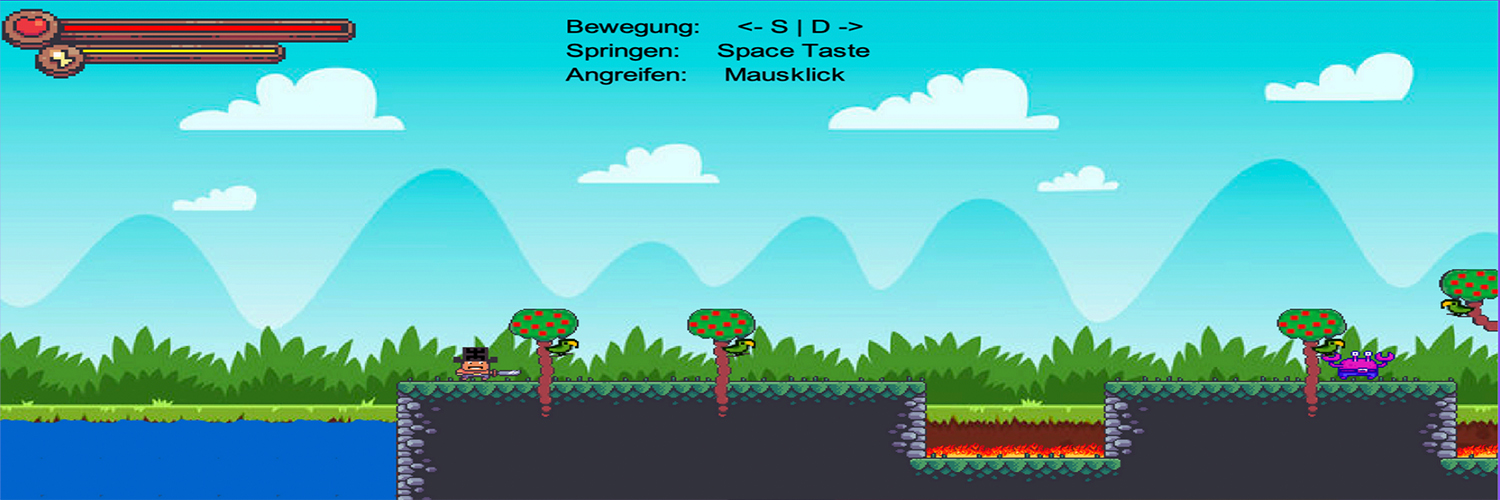 Bewegung: <- S | D ->
Springen: Space Taste
Angreifen: Mausklick